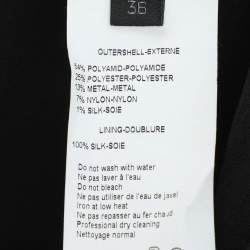 36
OUTERSHELL-EXTERNE
54% POLYAMID-POLYAMIDE
25% POLYESTER-POLYESTER
13% METAL-METAL
7% NYLON-NYLON
1% SILK-SOIE
LINING-DOUBLURE
100% SILK-SOIE
Do not wash with water
Ne pas laver à l'eau
Do not bleach
Ne pas utiliser d'eau de javel
Iron at low heat
Ne pas repasser au fer chaud
Professional dry cleaning
Nettoyage normal